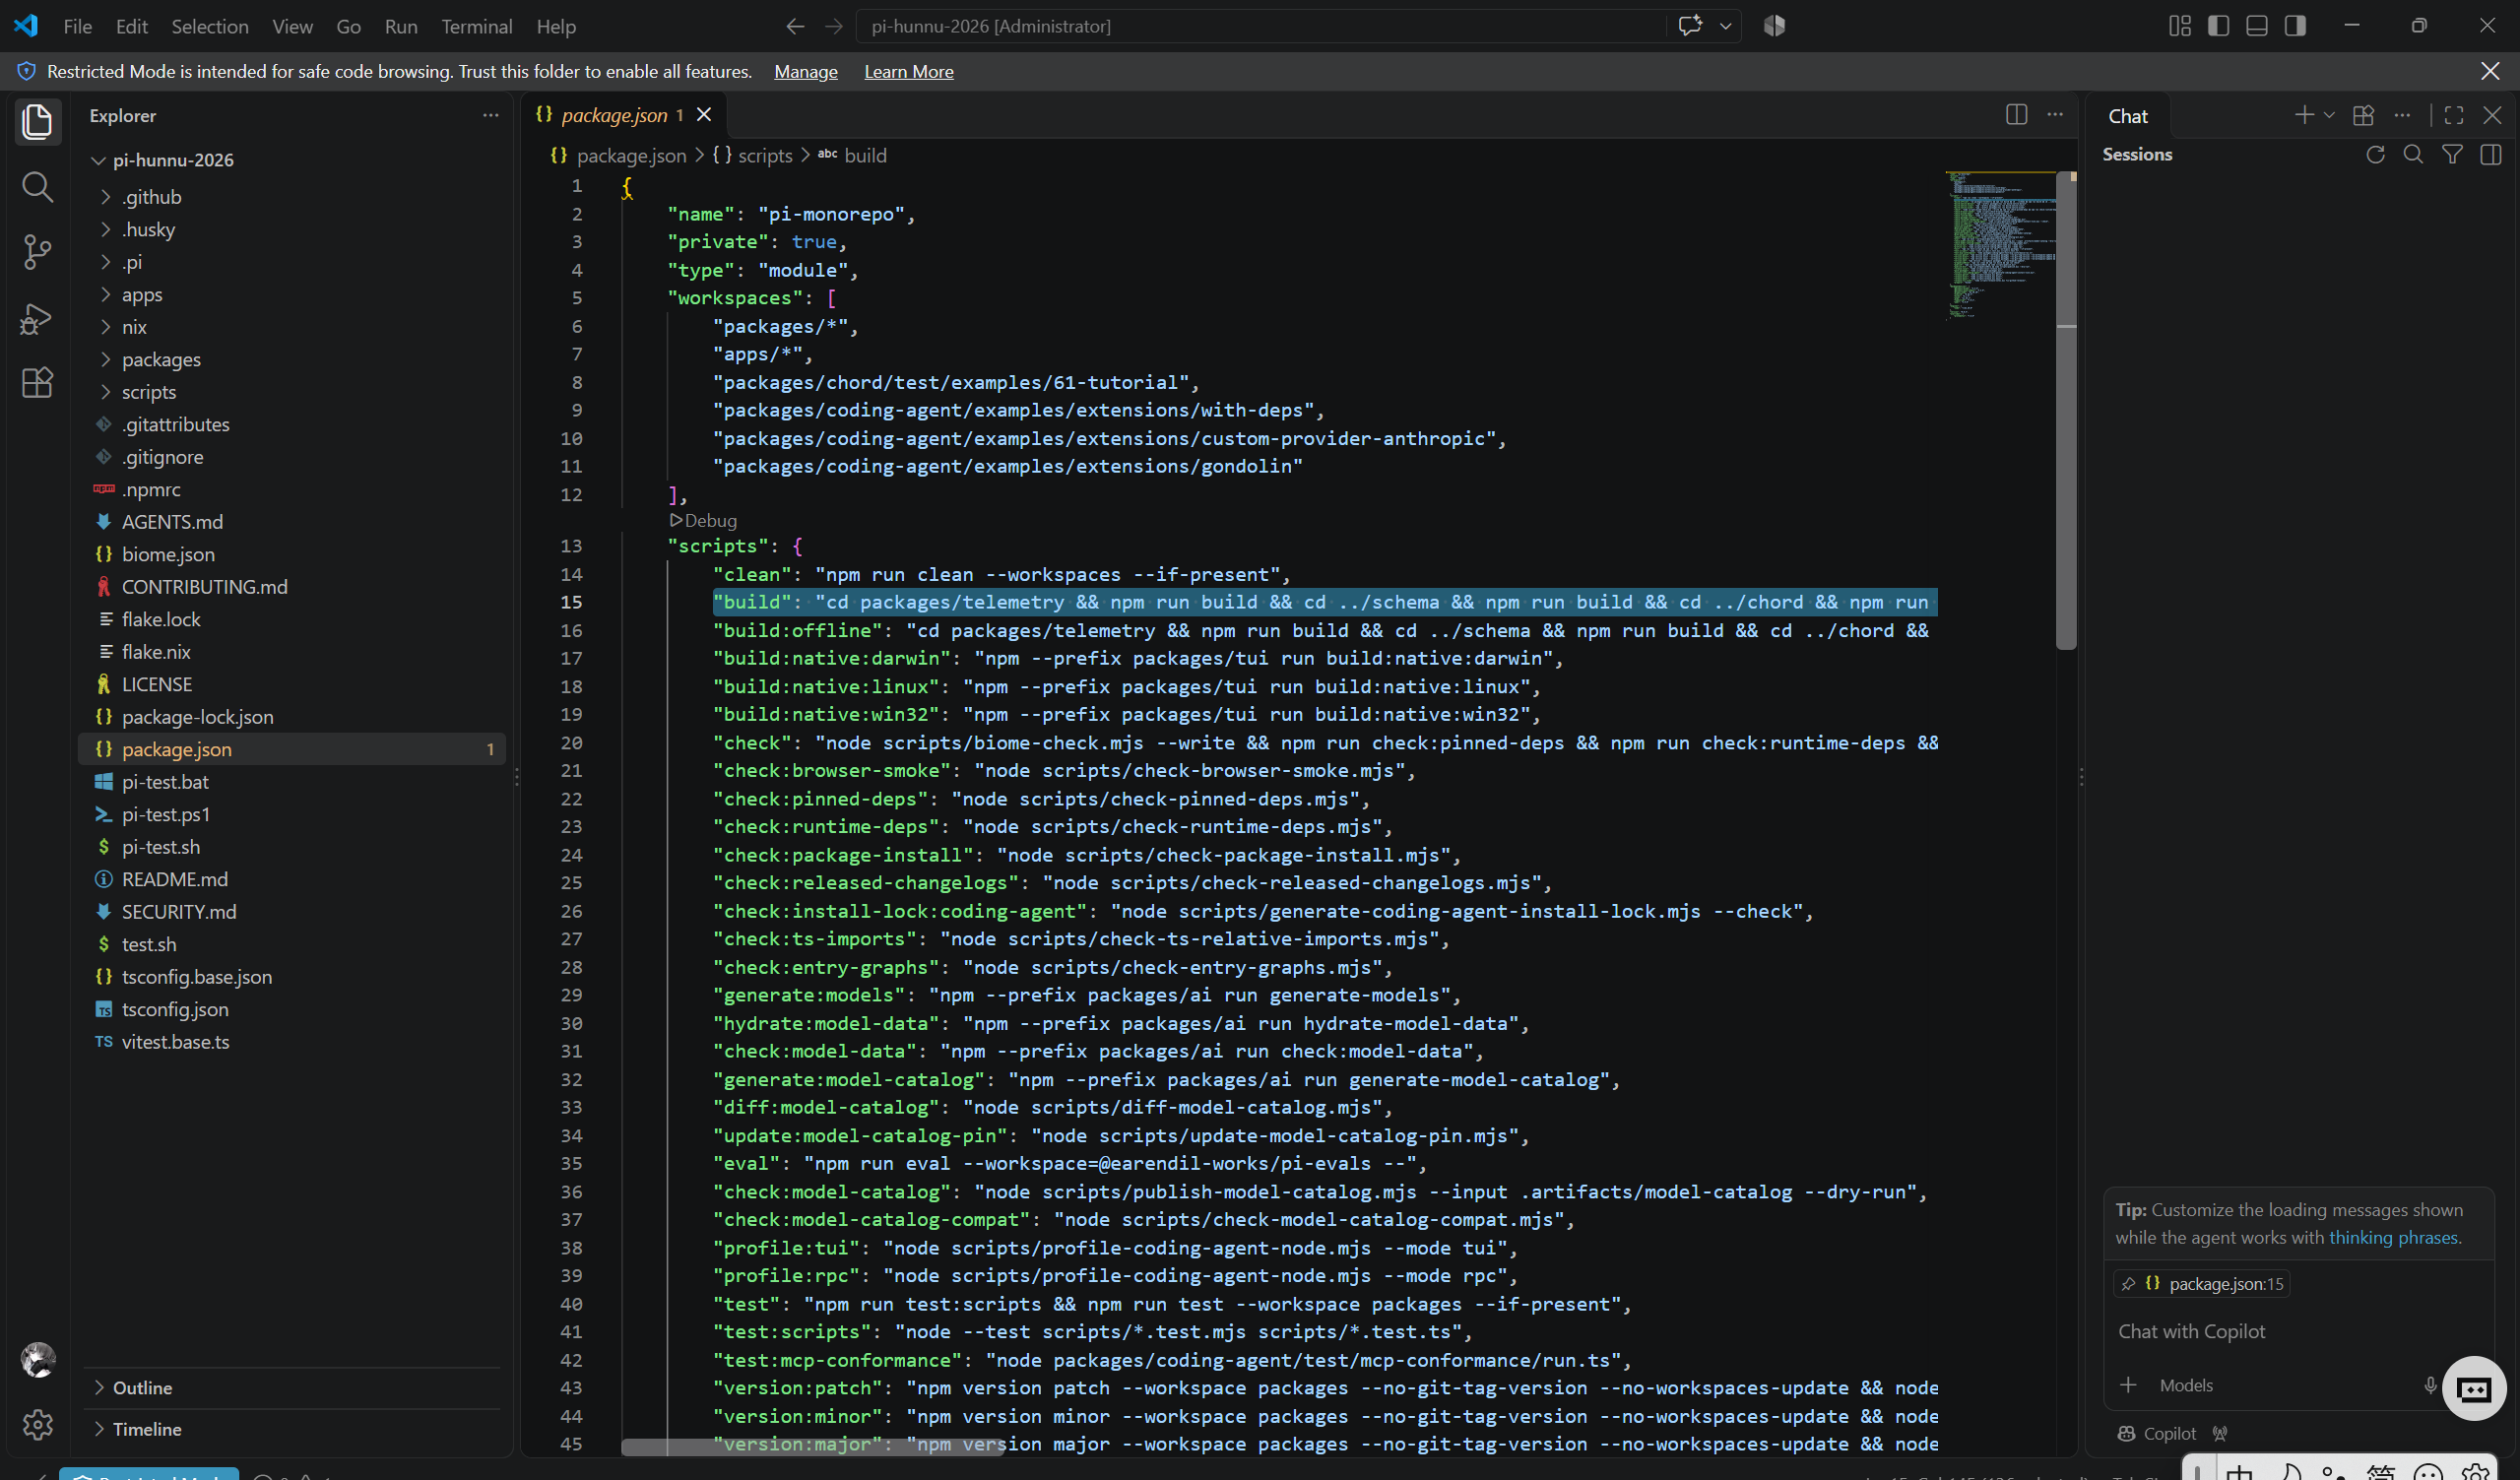 File Edit Selection View Go Run Terminal Help
pi-hunnu-2026 [Administrator]
Restricted Mode is intended for safe code browsing. Trust this folder to enable all features. Manage Learn More
Explorer
pi-hunnu-2026
.github
.husky
.pi
apps
nix
packages
scripts
.gitattributes
.gitignore
npm .npmrc
AGENTS.md
{} biome.json
CONTRIBUTING.md
flake.lock
flake.nix
LICENSE
{} package-lock.json
{} package.json 1
pi-test.bat
pi-test.ps1
$ pi-test.sh
README.md
SECURITY.md
$ test.sh
{} tsconfig.base.json
TS tsconfig.json
TS vitest.base.ts
Outline
Timeline
{} package.json 1
{} package.json > {} scripts > abc build
1 {
2 "name": "pi-monorepo",
3 "private": true,
4 "type": "module",
5 "workspaces": [
6 "packages/*",
7 "apps/*",
8 "packages/chord/test/examples/61-tutorial",
9 "packages/coding-agent/examples/extensions/with-deps",
10 "packages/coding-agent/examples/extensions/custom-provider-anthropic",
11 "packages/coding-agent/examples/extensions/gondolin"
12 ],
Debug
13 "scripts": {
14 "clean": "npm run clean --workspaces --if-present",
15 "build": "cd packages/telemetry && npm run build && cd ../schema && npm run build && cd ../chord && npm run
16 "build:offline": "cd packages/telemetry && npm run build && cd ../schema && npm run build && cd ../chord &&
17 "build:native:darwin": "npm --prefix packages/tui run build:native:darwin",
18 "build:native:linux": "npm --prefix packages/tui run build:native:linux",
19 "build:native:win32": "npm --prefix packages/tui run build:native:win32",
20 "check": "node scripts/biome-check.mjs --write && npm run check:pinned-deps && npm run check:runtime-deps &&
21 "check:browser-smoke": "node scripts/check-browser-smoke.mjs",
22 "check:pinned-deps": "node scripts/check-pinned-deps.mjs",
23 "check:runtime-deps": "node scripts/check-runtime-deps.mjs",
24 "check:package-install": "node scripts/check-package-install.mjs",
25 "check:released-changelogs": "node scripts/check-released-changelogs.mjs",
26 "check:install-lock:coding-agent": "node scripts/generate-coding-agent-install-lock.mjs --check",
27 "check:ts-imports": "node scripts/check-ts-relative-imports.mjs",
28 "check:entry-graphs": "node scripts/check-entry-graphs.mjs",
29 "generate:models": "npm --prefix packages/ai run generate-models",
30 "hydrate:model-data": "npm --prefix packages/ai run hydrate-model-data",
31 "check:model-data": "npm --prefix packages/ai run check:model-data",
32 "generate:model-catalog": "npm --prefix packages/ai run generate-model-catalog",
33 "diff:model-catalog": "node scripts/diff-model-catalog.mjs",
34 "update:model-catalog-pin": "node scripts/update-model-catalog-pin.mjs",
35 "eval": "npm run eval --workspace=@earendil-works/pi-evals --",
36 "check:model-catalog": "node scripts/publish-model-catalog.mjs --input .artifacts/model-catalog --dry-run",
37 "check:model-catalog-compat": "node scripts/check-model-catalog-compat.mjs",
38 "profile:tui": "node scripts/profile-coding-agent-node.mjs --mode tui",
39 "profile:rpc": "node scripts/profile-coding-agent-node.mjs --mode rpc",
40 "test": "npm run test:scripts && npm run test --workspace packages --if-present",
41 "test:scripts": "node --test scripts/*.test.mjs scripts/*.test.ts",
42 "test:mcp-conformance": "node packages/coding-agent/test/mcp-conformance/run.ts",
43 "version:patch": "npm version patch --workspace packages --no-git-tag-version --no-workspaces-update && node
44 "version:minor": "npm version minor --workspace packages --no-git-tag-version --no-workspaces-update && node
45 "version:major": "npm version major --workspace packages --no-git-tag-version --no-workspaces-update && node
Chat
Sessions
Tip: Customize the loading messages shown
while the agent works with thinking phrases.
{} package.json:15
Chat with Copilot
Models
Copilot
中 简